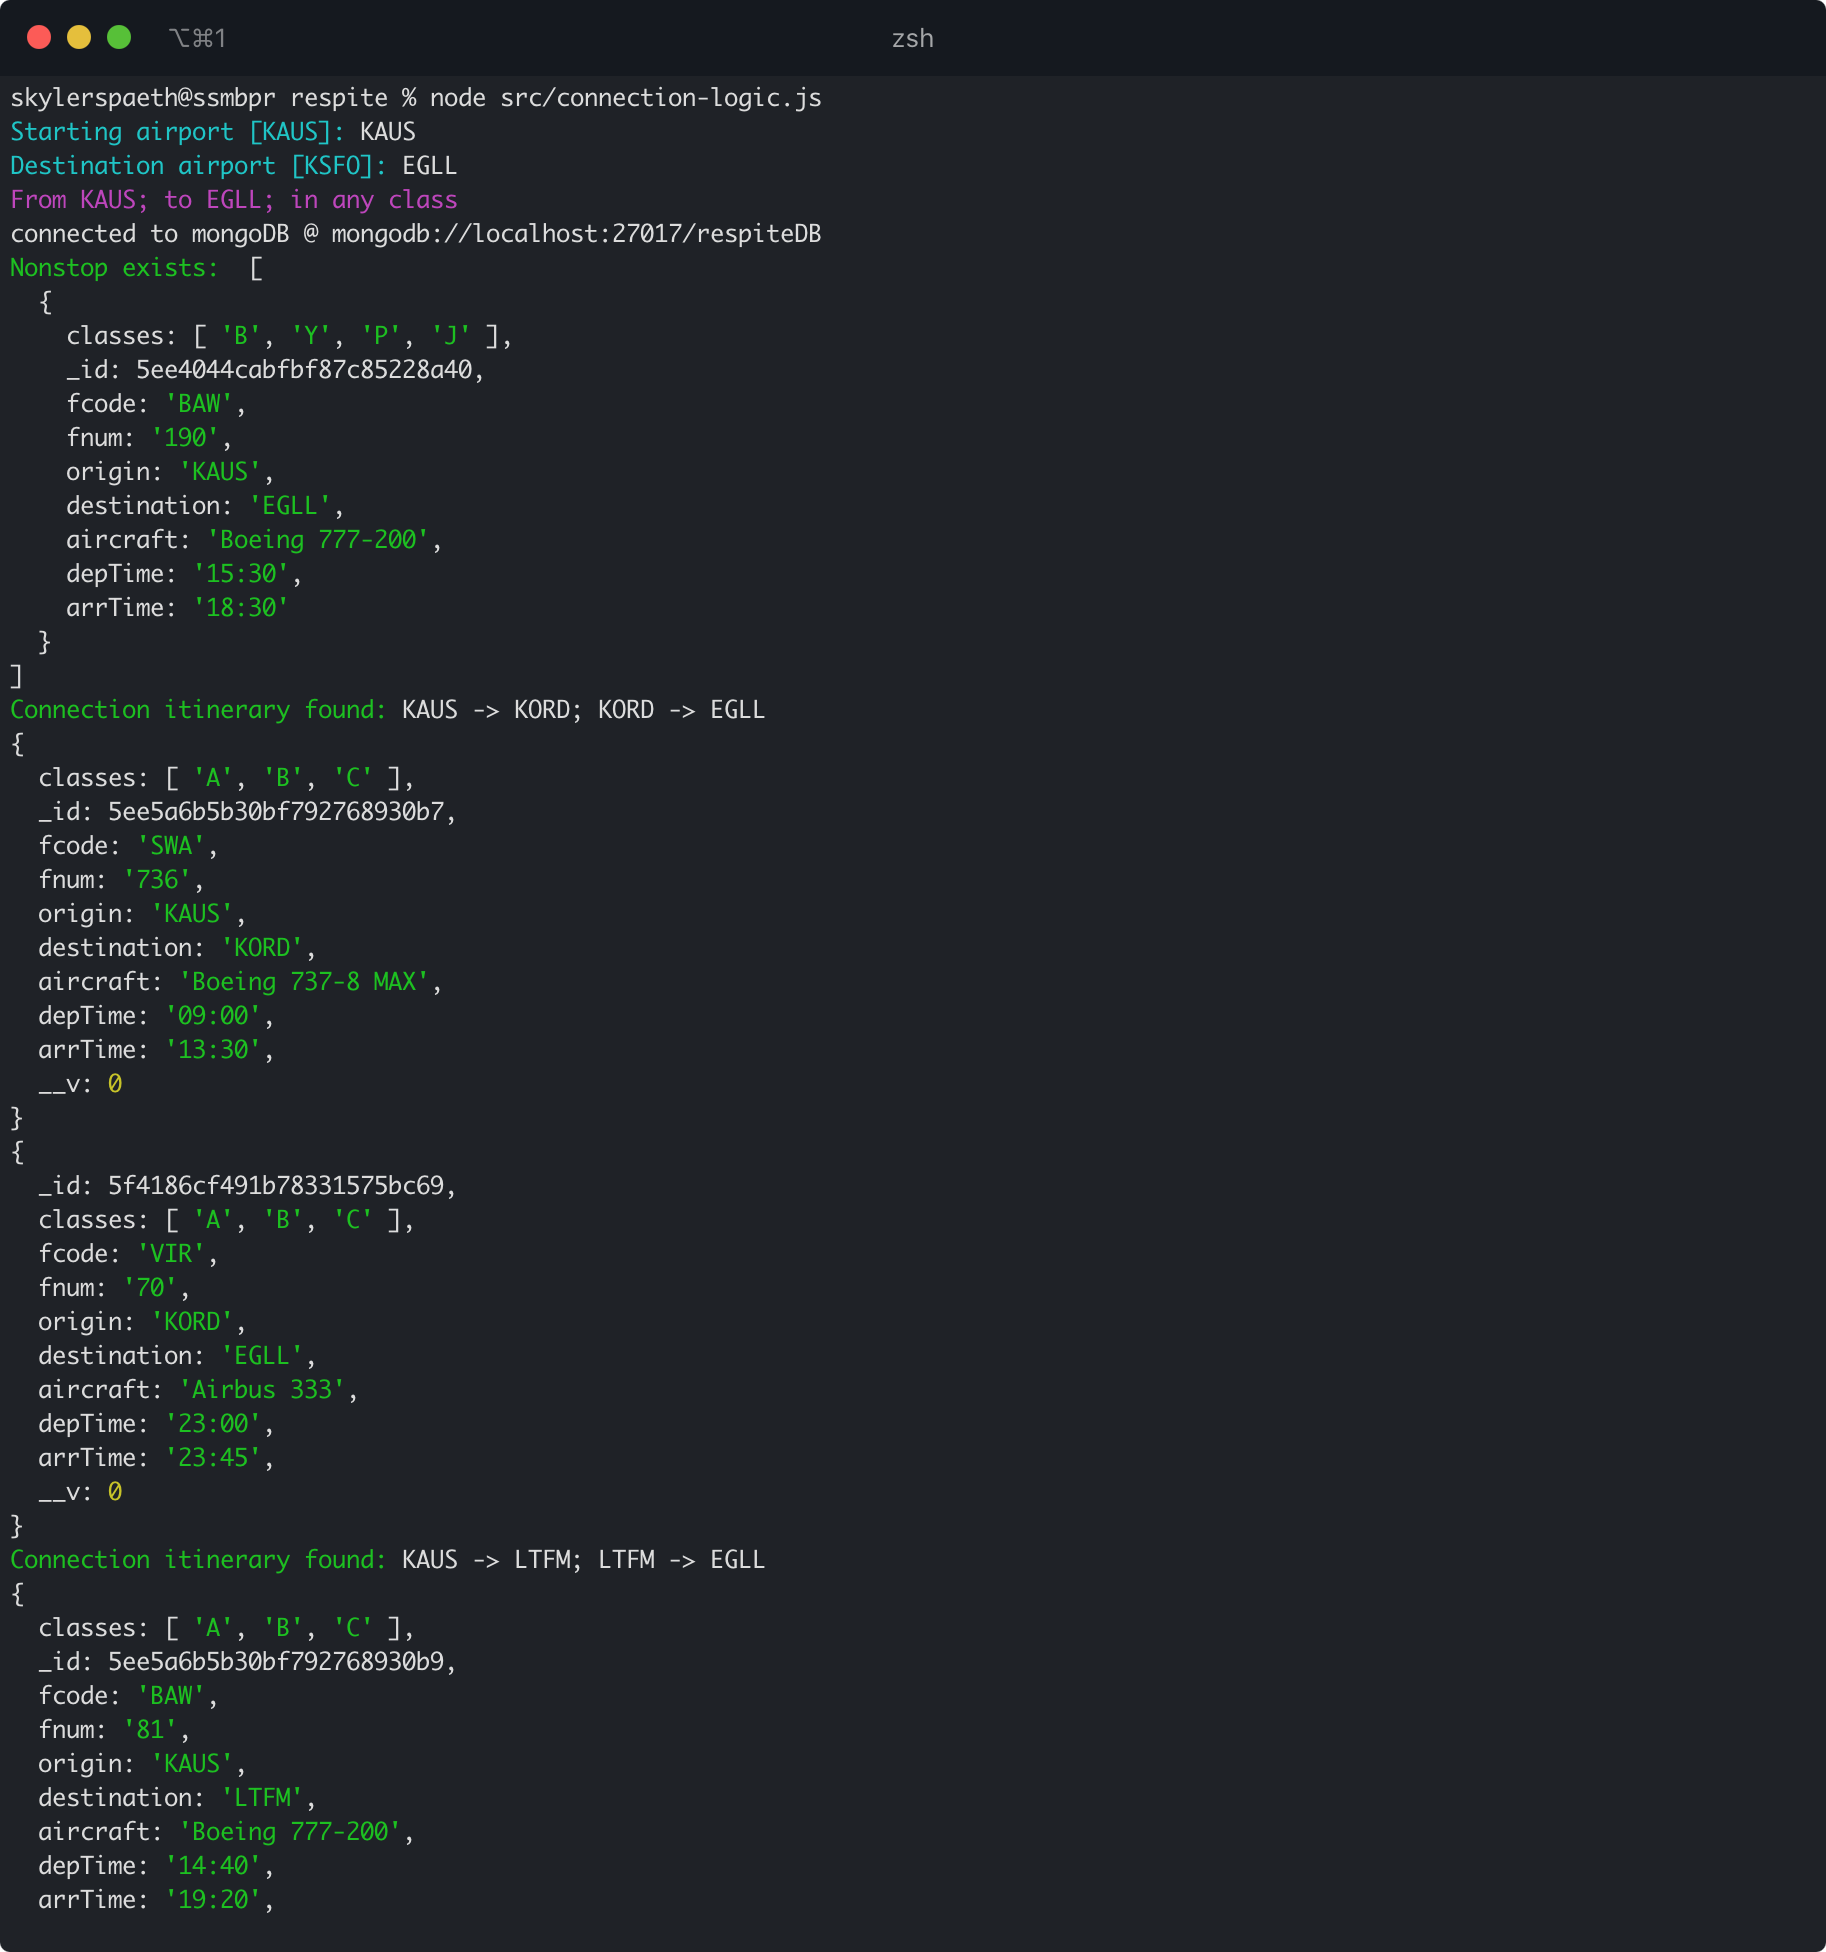 ⌥⌘1
zsh
skylerspaeth@ssmbpr respite % node src/connection-logic.js
Starting airport [KAUS]: KAUS
Destination airport [KSFO]: EGLL
From KAUS; to EGLL; in any class
connected to mongoDB @ mongodb://localhost:27017/respiteDB
Nonstop exists:  [
  {
    classes: [ 'B', 'Y', 'P', 'J' ],
    _id: 5ee4044cabfbf87c85228a40,
    fcode: 'BAW',
    fnum: '190',
    origin: 'KAUS',
    destination: 'EGLL',
    aircraft: 'Boeing 777-200',
    depTime: '15:30',
    arrTime: '18:30'
  }
]
Connection itinerary found: KAUS -> KORD; KORD -> EGLL
{
  classes: [ 'A', 'B', 'C' ],
  _id: 5ee5a6b5b30bf792768930b7,
  fcode: 'SWA',
  fnum: '736',
  origin: 'KAUS',
  destination: 'KORD',
  aircraft: 'Boeing 737-8 MAX',
  depTime: '09:00',
  arrTime: '13:30',
  __v: 0
}
{
  _id: 5f4186cf491b78331575bc69,
  classes: [ 'A', 'B', 'C' ],
  fcode: 'VIR',
  fnum: '70',
  origin: 'KORD',
  destination: 'EGLL',
  aircraft: 'Airbus 333',
  depTime: '23:00',
  arrTime: '23:45',
  __v: 0
}
Connection itinerary found: KAUS -> LTFM; LTFM -> EGLL
{
  classes: [ 'A', 'B', 'C' ],
  _id: 5ee5a6b5b30bf792768930b9,
  fcode: 'BAW',
  fnum: '81',
  origin: 'KAUS',
  destination: 'LTFM',
  aircraft: 'Boeing 777-200',
  depTime: '14:40',
  arrTime: '19:20',